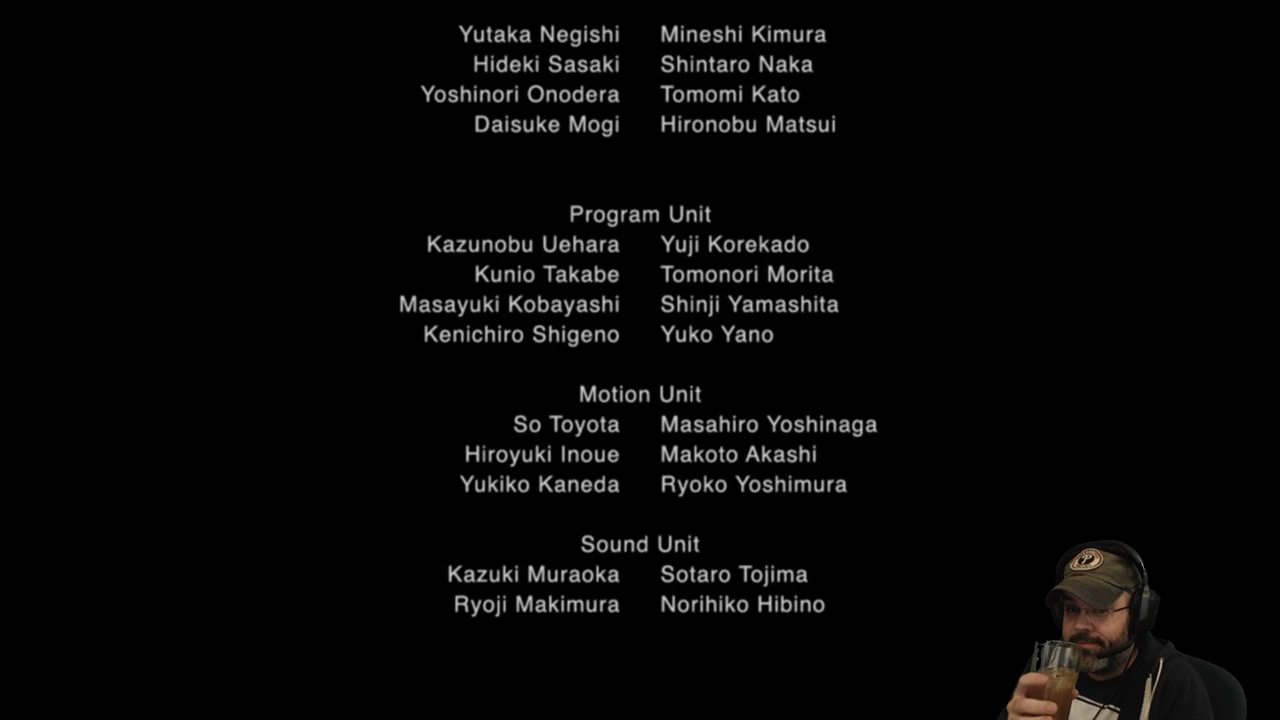 Yutaka Negishi Mineshi Kimura
Hideki Sasaki Shintaro Naka
Yoshinori Onodera Tomomi Kato
Daisuke Mogi Hironobu Matsui
Program Unit
Kazunobu Uehara Yuji Korekado
Kunio Takabe Tomonori Morita
Masayuki Kobayashi Shinji Yamashita
Kenichiro Shigeno Yuko Yano
Motion Unit
So Toyota Masahiro Yoshinaga
Hiroyuki Inoue Makoto Akashi
Yukiko Kaneda Ryoko Yoshimura
Sound Unit
Kazuki Muraoka Sotaro Tojima
Ryoji Makimura Norihiko Hibino